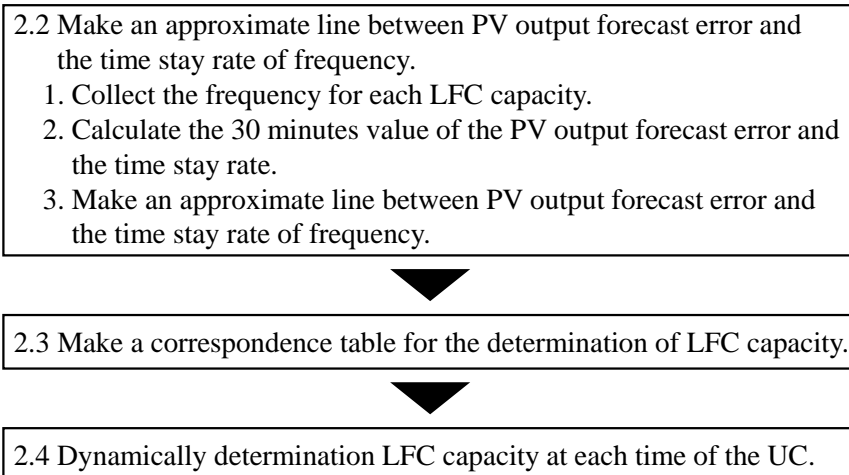 2.2 Make an approximate line between PV output forecast error and
the time stay rate of frequency.
1. Collect the frequency for each LFC capacity.
2. Calculate the 30 minutes value of the PV output forecast error and
the time stay rate.
3. Make an approximate line between PV output forecast error and
the time stay rate of frequency.
2.3 Make a correspondence table for the determination of LFC capacity.
2.4 Dynamically determination LFC capacity at each time of the UC.